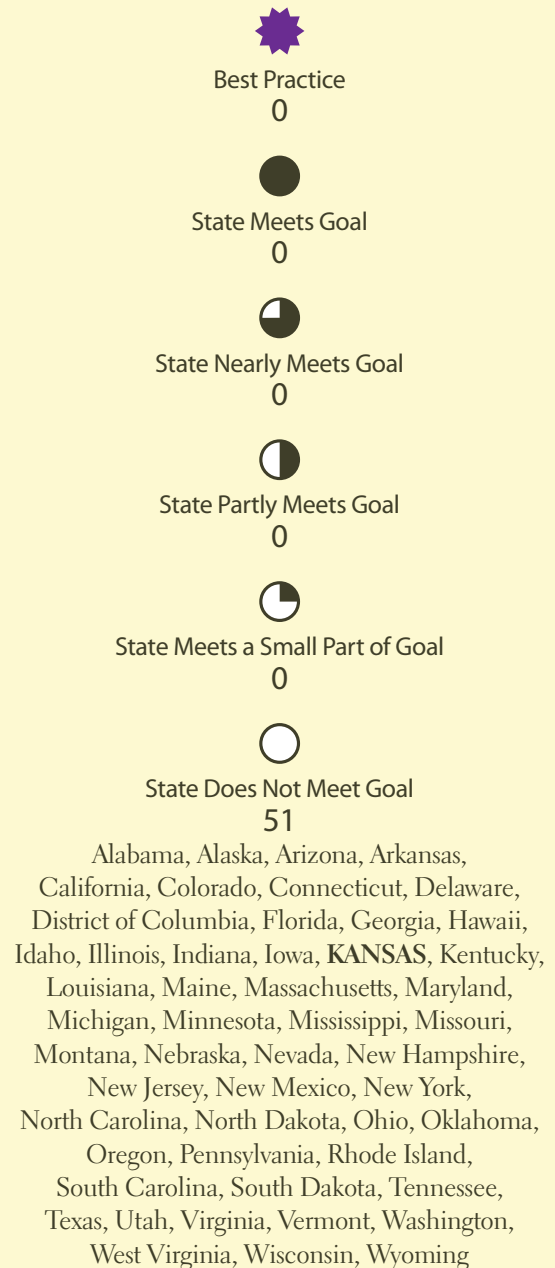 Best Practice
0
State Meets Goal
0
State Nearly Meets Goal
0
State Partly Meets Goal
0
State Meets a Small Part of Goal
0
State Does Not Meet Goal
51
Alabama, Alaska, Arizona, Arkansas,
California, Colorado, Connecticut, Delaware,
District of Columbia, Florida, Georgia, Hawaii,
Idaho, Illinois, Indiana, Iowa, KANSAS, Kentucky,
Louisiana, Maine, Massachusetts, Maryland,
Michigan, Minnesota, Mississippi, Missouri,
Montana, Nebraska, Nevada, New Hampshire,
New Jersey, New Mexico, New York,
North Carolina, North Dakota, Ohio, Oklahoma,
Oregon, Pennsylvania, Rhode Island,
South Carolina, South Dakota, Tennessee,
Texas, Utah, Virginia, Vermont, Washington,
West Virginia, Wisconsin, Wyoming